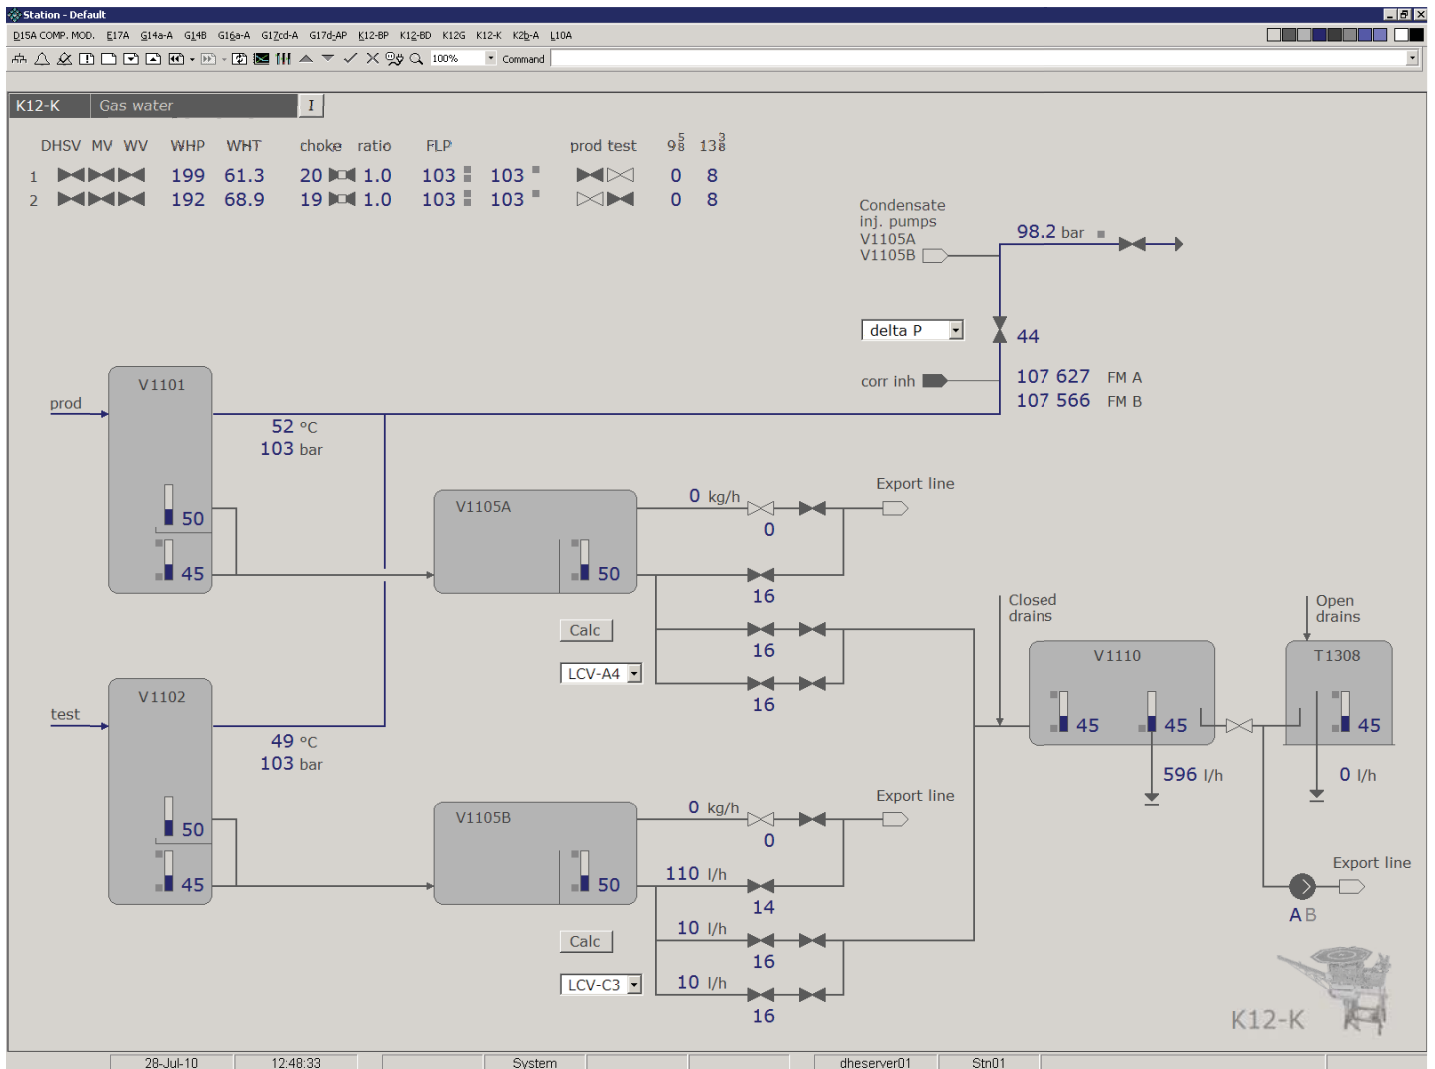 Station - Default
D15A COMP. MOD. E17A G14a-A G14B G16a-A G17cd-A G17d-AP K12-BP K12-BD K12G K12-K K2b-A L10A
100% Command
K12-K Gas water I
DHSV MV WV WHP WHT choke ratio FLP prod test 9 5/8 13 3/8
1 199 61.3 20 1.0 103 103 0 8
2 192 68.9 19 1.0 103 103 0 8
Condensate
inj. pumps
V1105A
V1105B
98.2 bar
delta P
44
corr inh
107 627 FM A
107 566 FM B
V1101
prod
52 °C
103 bar
50
45
V1105A
0 kg/h
Export line
0
50
16
Calc
16
LCV-A4
16
Closed
drains
Open
drains
V1110
T1308
45
45
45
596 l/h
0 l/h
V1102
test
49 °C
103 bar
50
45
V1105B
0 kg/h
Export line
0
110 l/h
50
14
Calc
10 l/h
16
LCV-C3
10 l/h
16
Export line
A B
K12-K
28-Jul-10 12:48:33 System dheserver01 Stn01